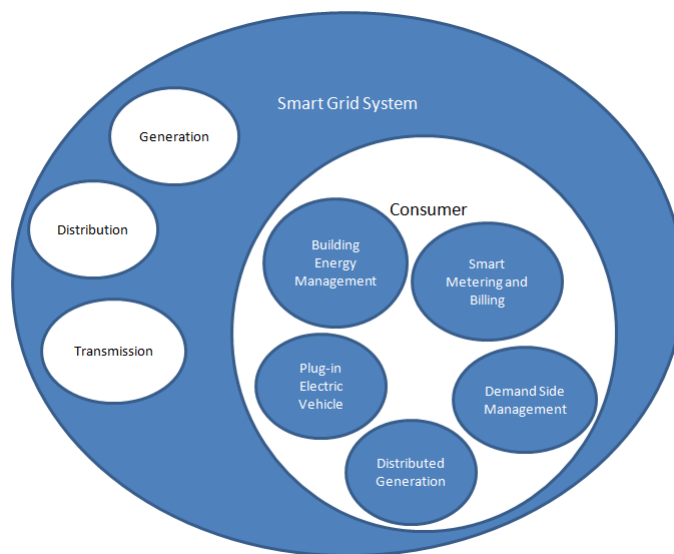 Smart Grid System
Generation
Distribution
Transmission
Consumer
Building
Energy
Management
Smart
Metering and
Billing
Plug-in
Electric
Vehicle
Demand Side
Management
Distributed
Generation